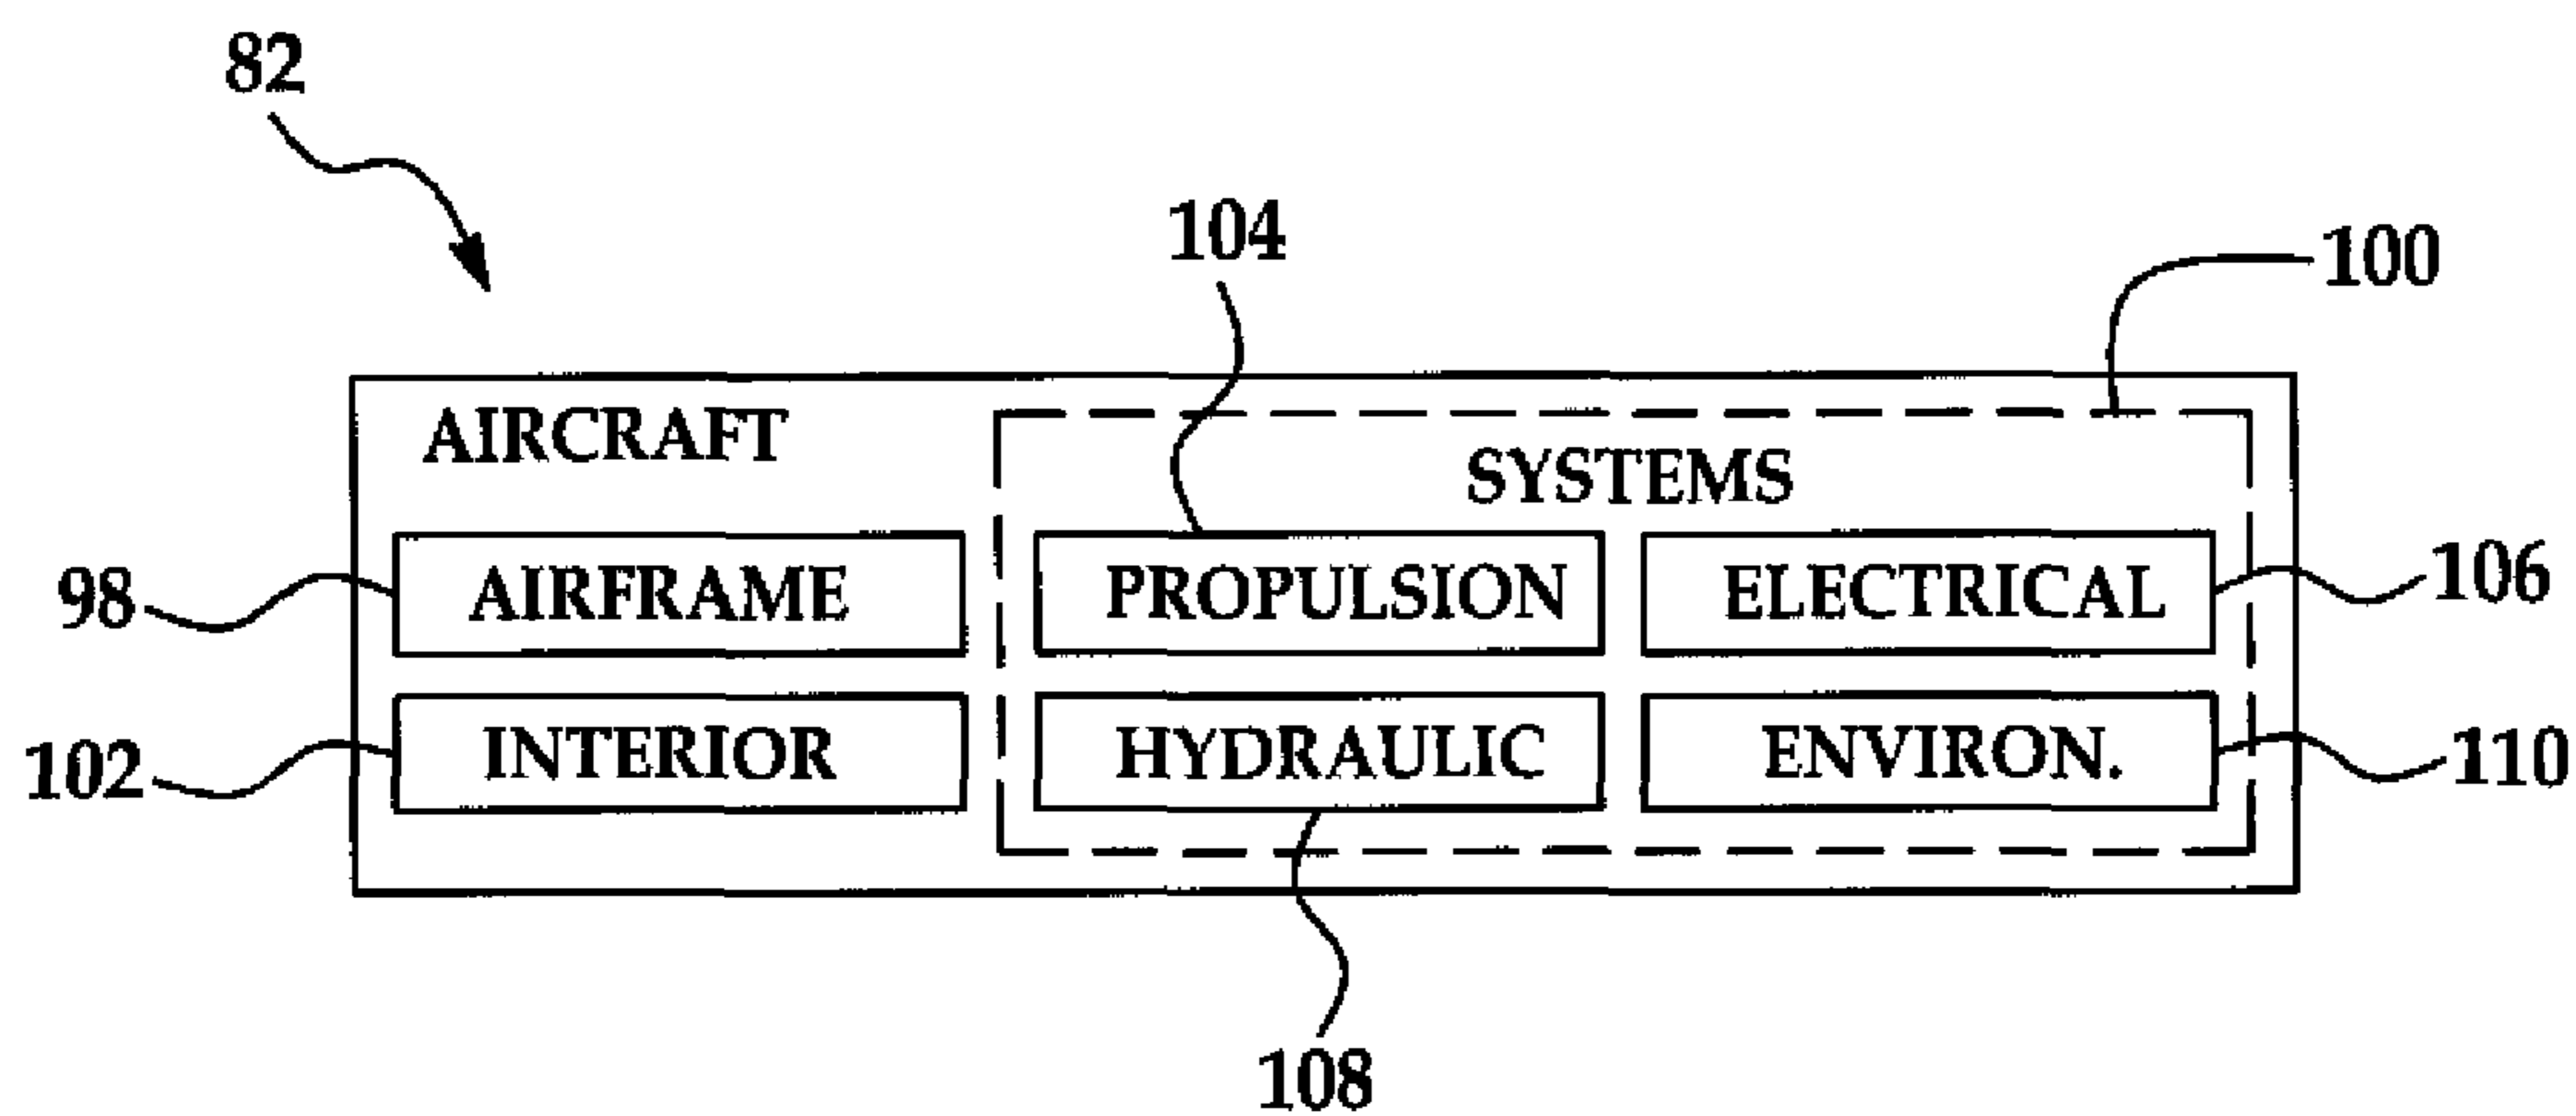 82
104
100
AIRCRAFT
SYSTEMS
98
AIRFRAME
PROPULSION
ELECTRICAL
106
102
INTERIOR
HYDRAULIC
ENVIRON.
110
108